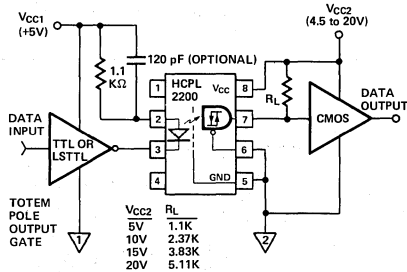 VCC1
(+5V)
VCC2
(4.5 to 20V)
120 pF (OPTIONAL)
1.1
KΩ
HCPL
2200
VCC
1
2
3
4
8
7
6
5
GND
RL
DATA
INPUT
TTL OR
LSTTL
CMOS
DATA
OUTPUT
TOTEM
POLE
OUTPUT
GATE
1
2
VCC2 RL
5V 1.1K
10V 2.37K
15V 3.83K
20V 5.11K